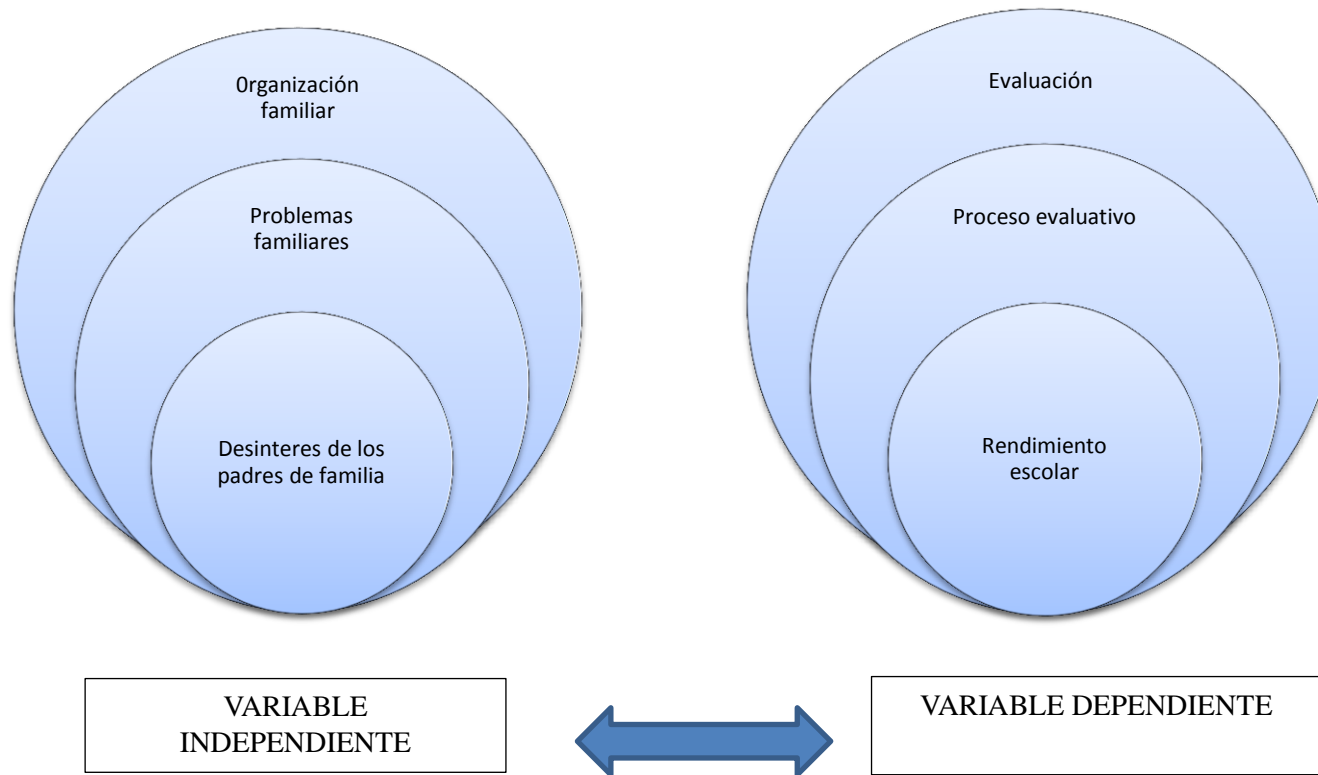 0rganización
familiar
Problemas
familiares
Desinteres de los
padres de familia
Evaluación
Proceso evaluativo
Rendimiento
escolar
VARIABLE
INDEPENDIENTE
VARIABLE DEPENDIENTE